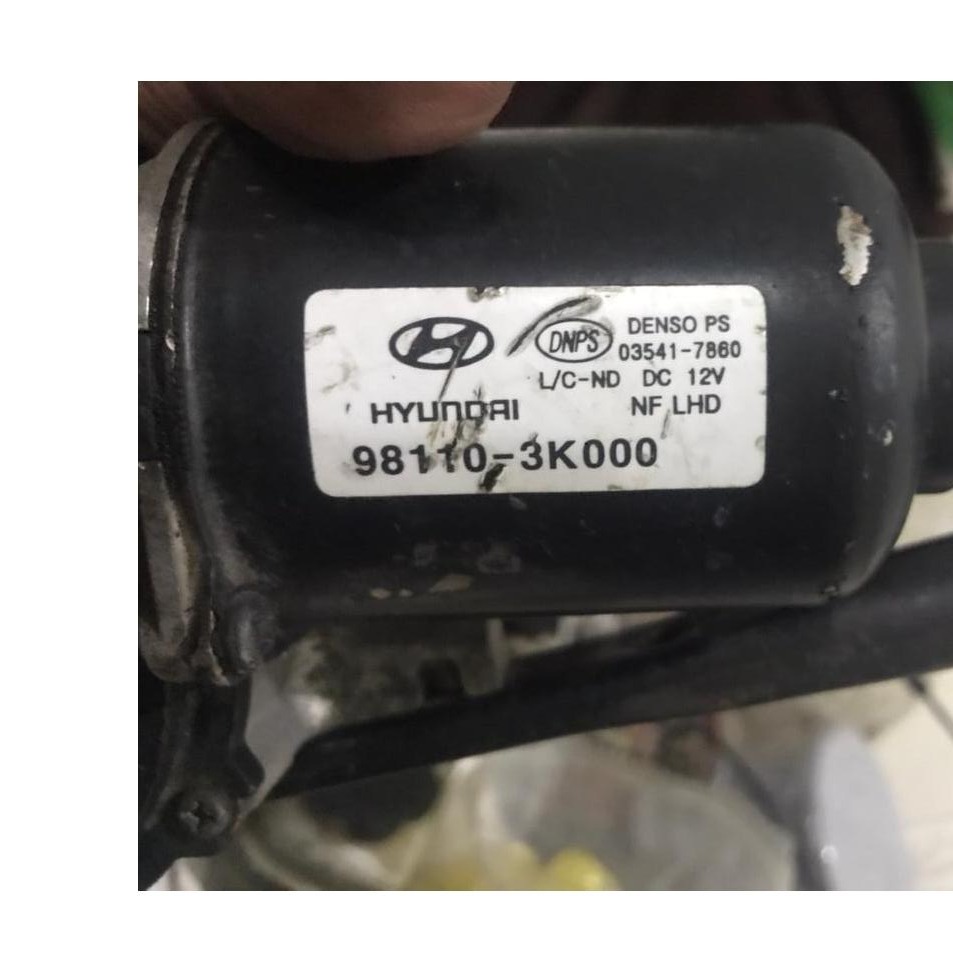 DNPS
DENSO PS
03541-7860
L/C-ND DC 12V
HYUNDAI
NF LHD
98110-3K000